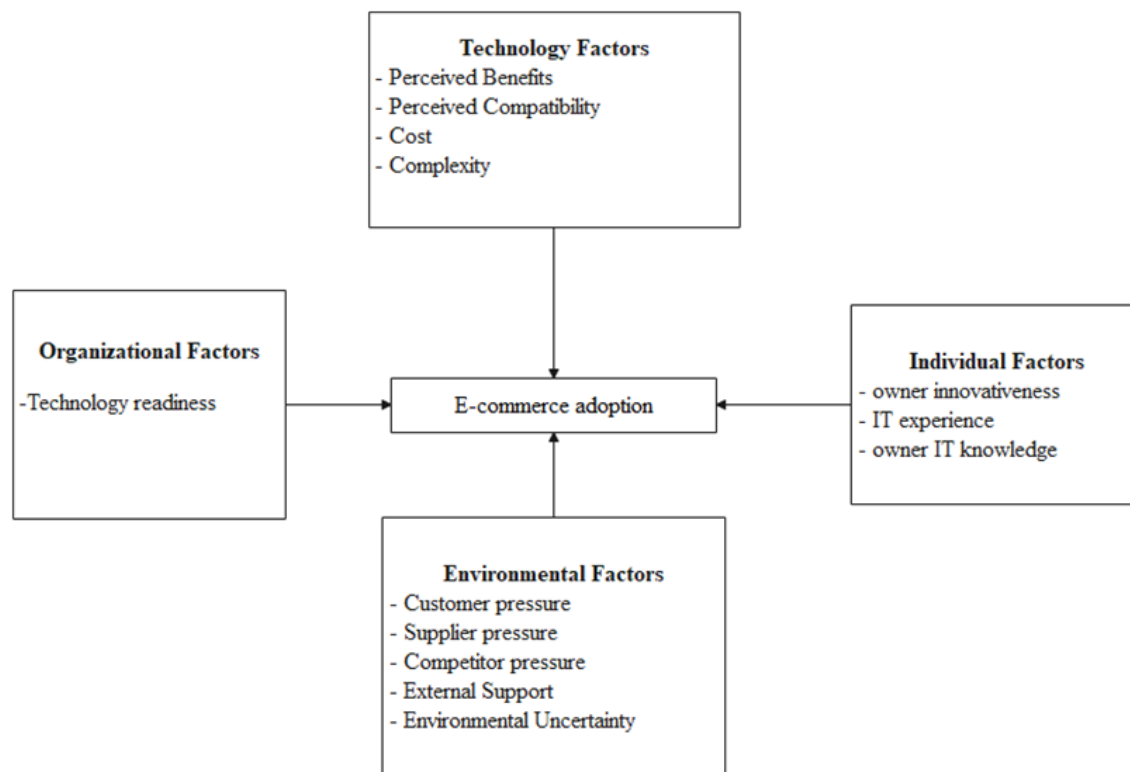 Technology Factors
- Perceived Benefits
- Perceived Compatibility
- Cost
- Complexity
Organizational Factors
-Technology readiness
E-commerce adoption
Individual Factors
- owner innovativeness
- IT experience
- owner IT knowledge
Environmental Factors
- Customer pressure
- Supplier pressure
- Competitor pressure
- External Support
- Environmental Uncertainty